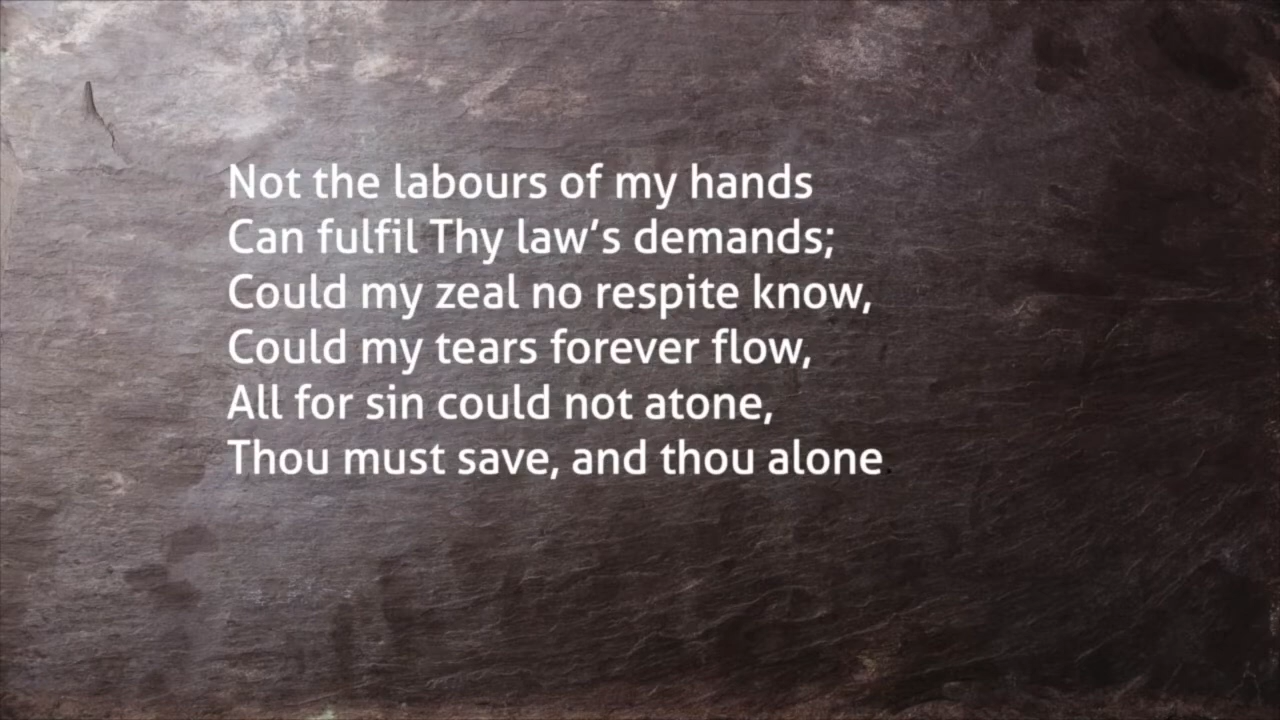 Not the labours of my hands
Can fulfil Thy law’s demands;
Could my zeal no respite know,
Could my tears forever flow,
All for sin could not atone,
Thou must save, and thou alone.